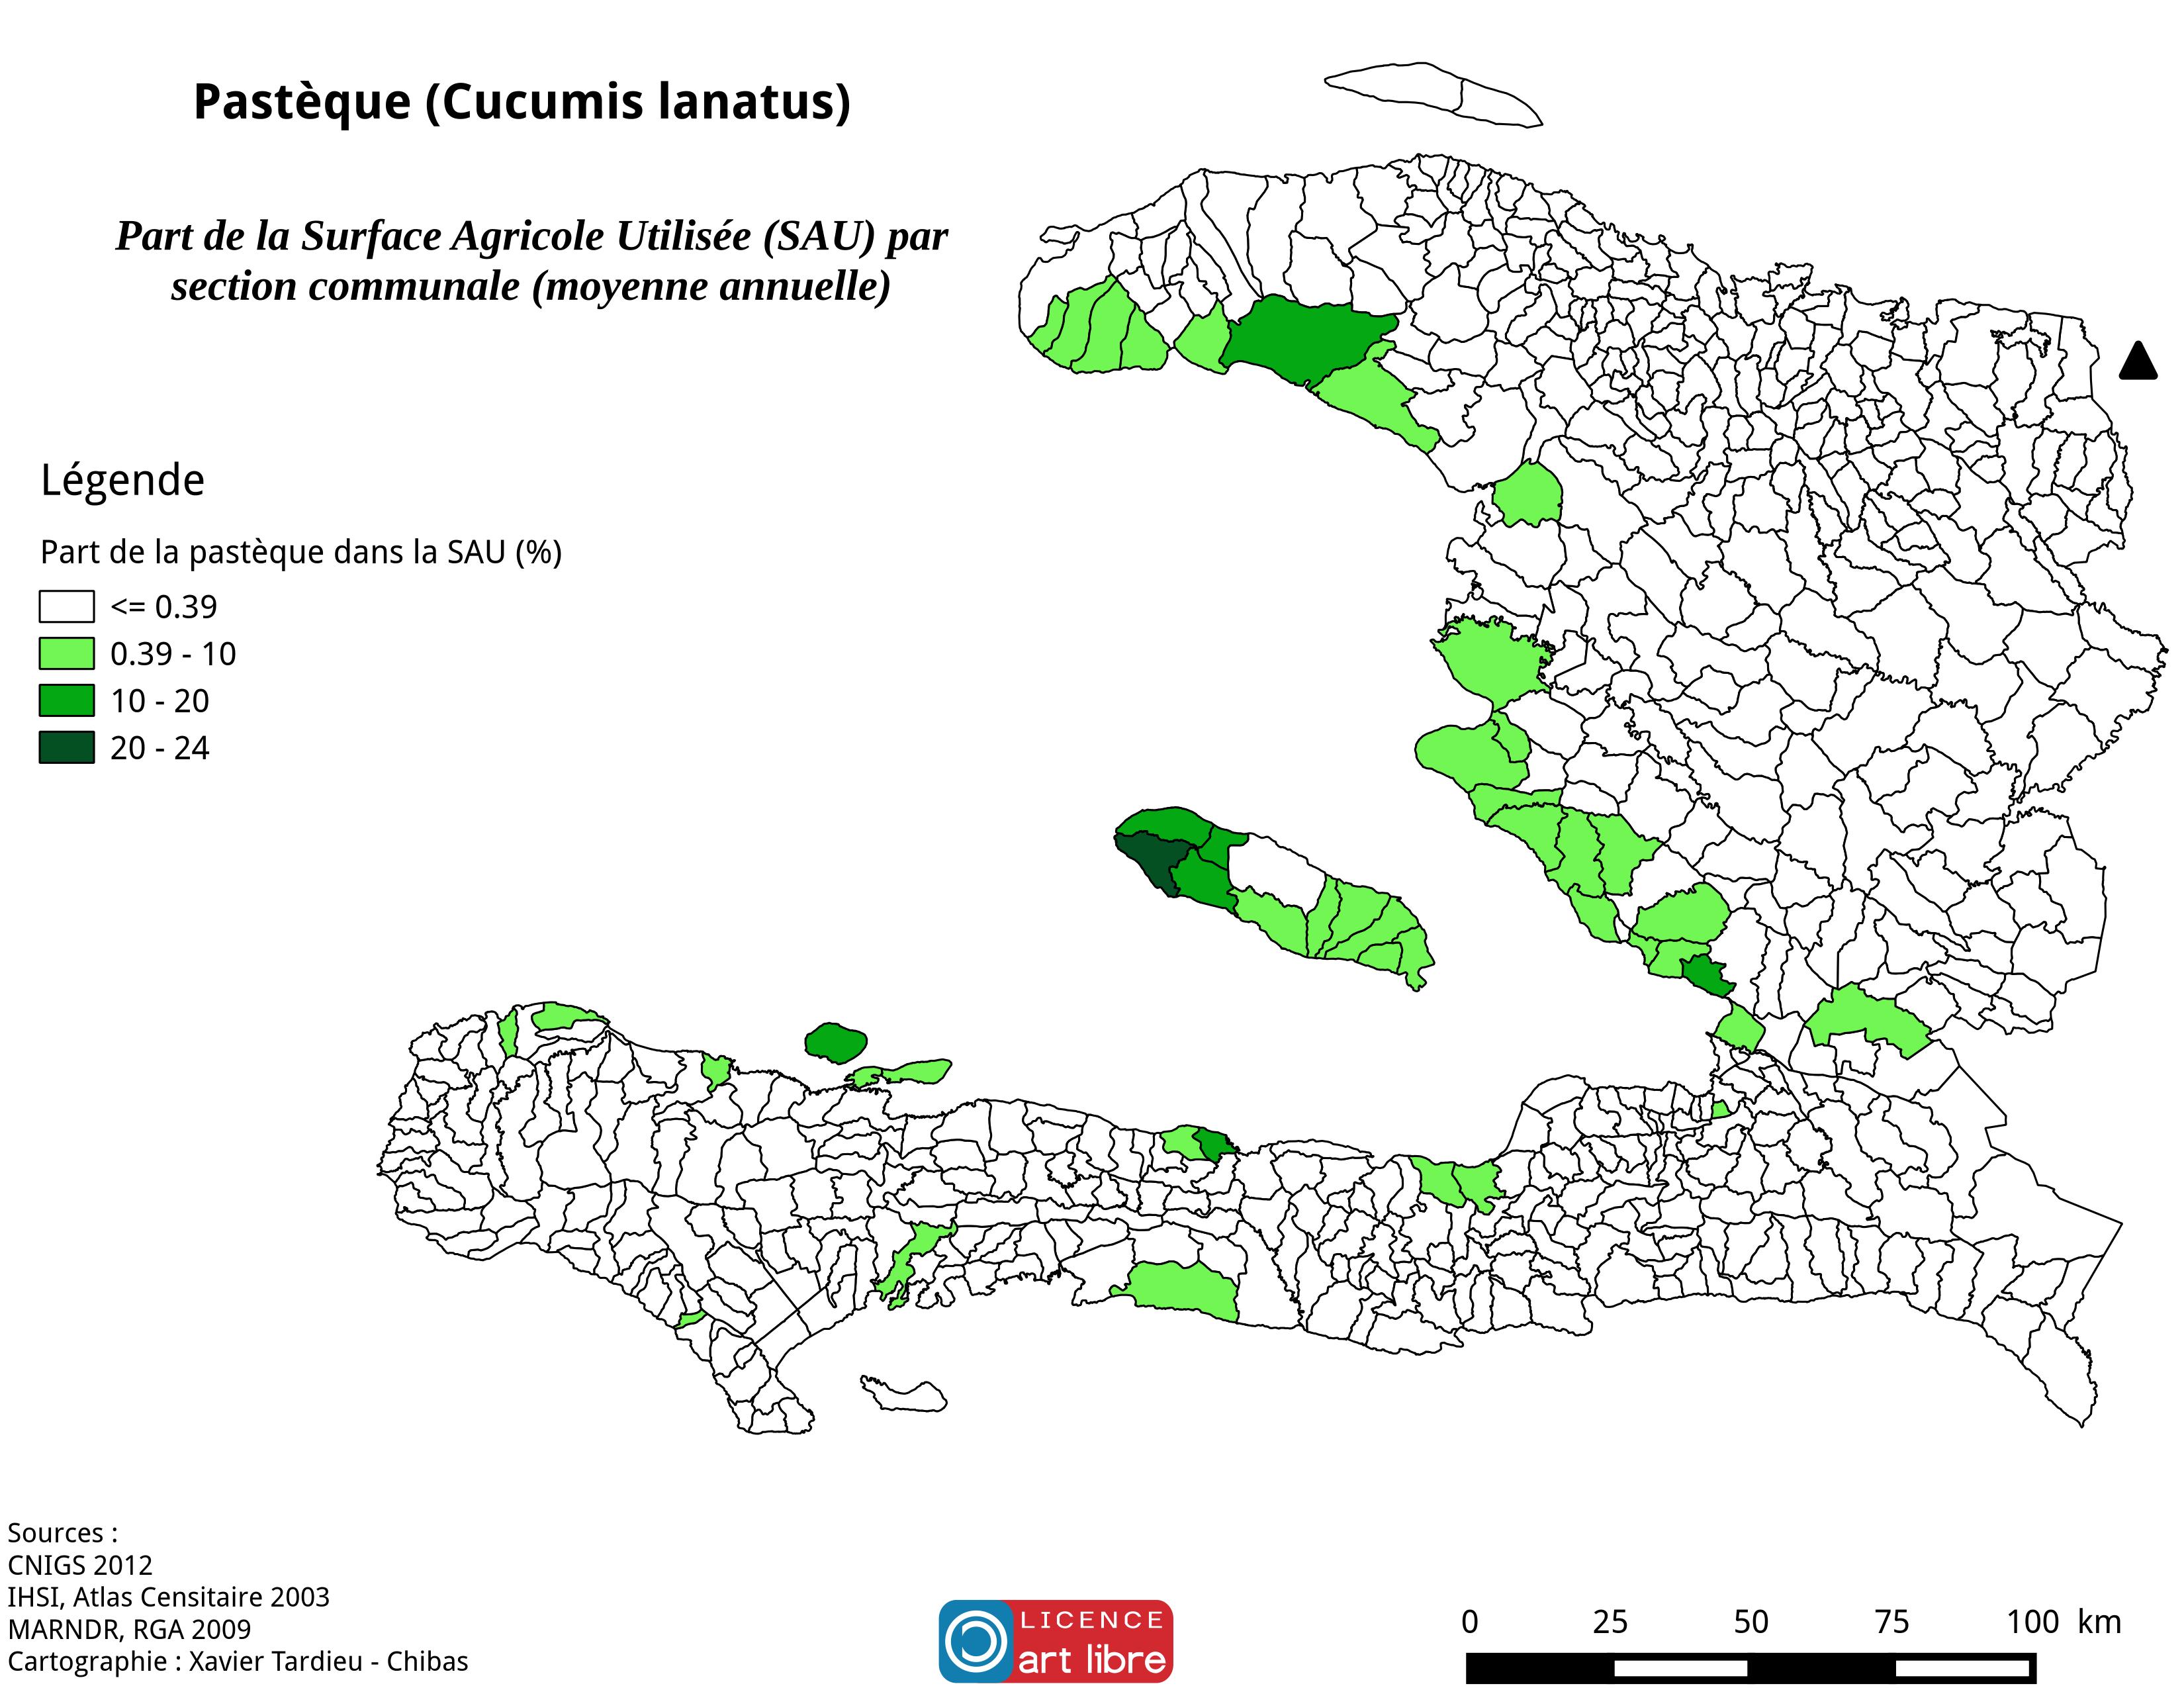 Pastèque (Cucumis lanatus)
Part de la Surface Agricole Utilisée (SAU) par
section communale (moyenne annuelle)
Légende
Part de la pastèque dans la SAU (%)
<= 0.39
0.39 - 10
10 - 20
20 - 24
Sources :
CNIGS 2012
IHSI, Atlas Censitaire 2003
MARNDR, RGA 2009
Cartographie : Xavier Tardieu - Chibas
LICENCE
art libre
0 25 50 75 100 km